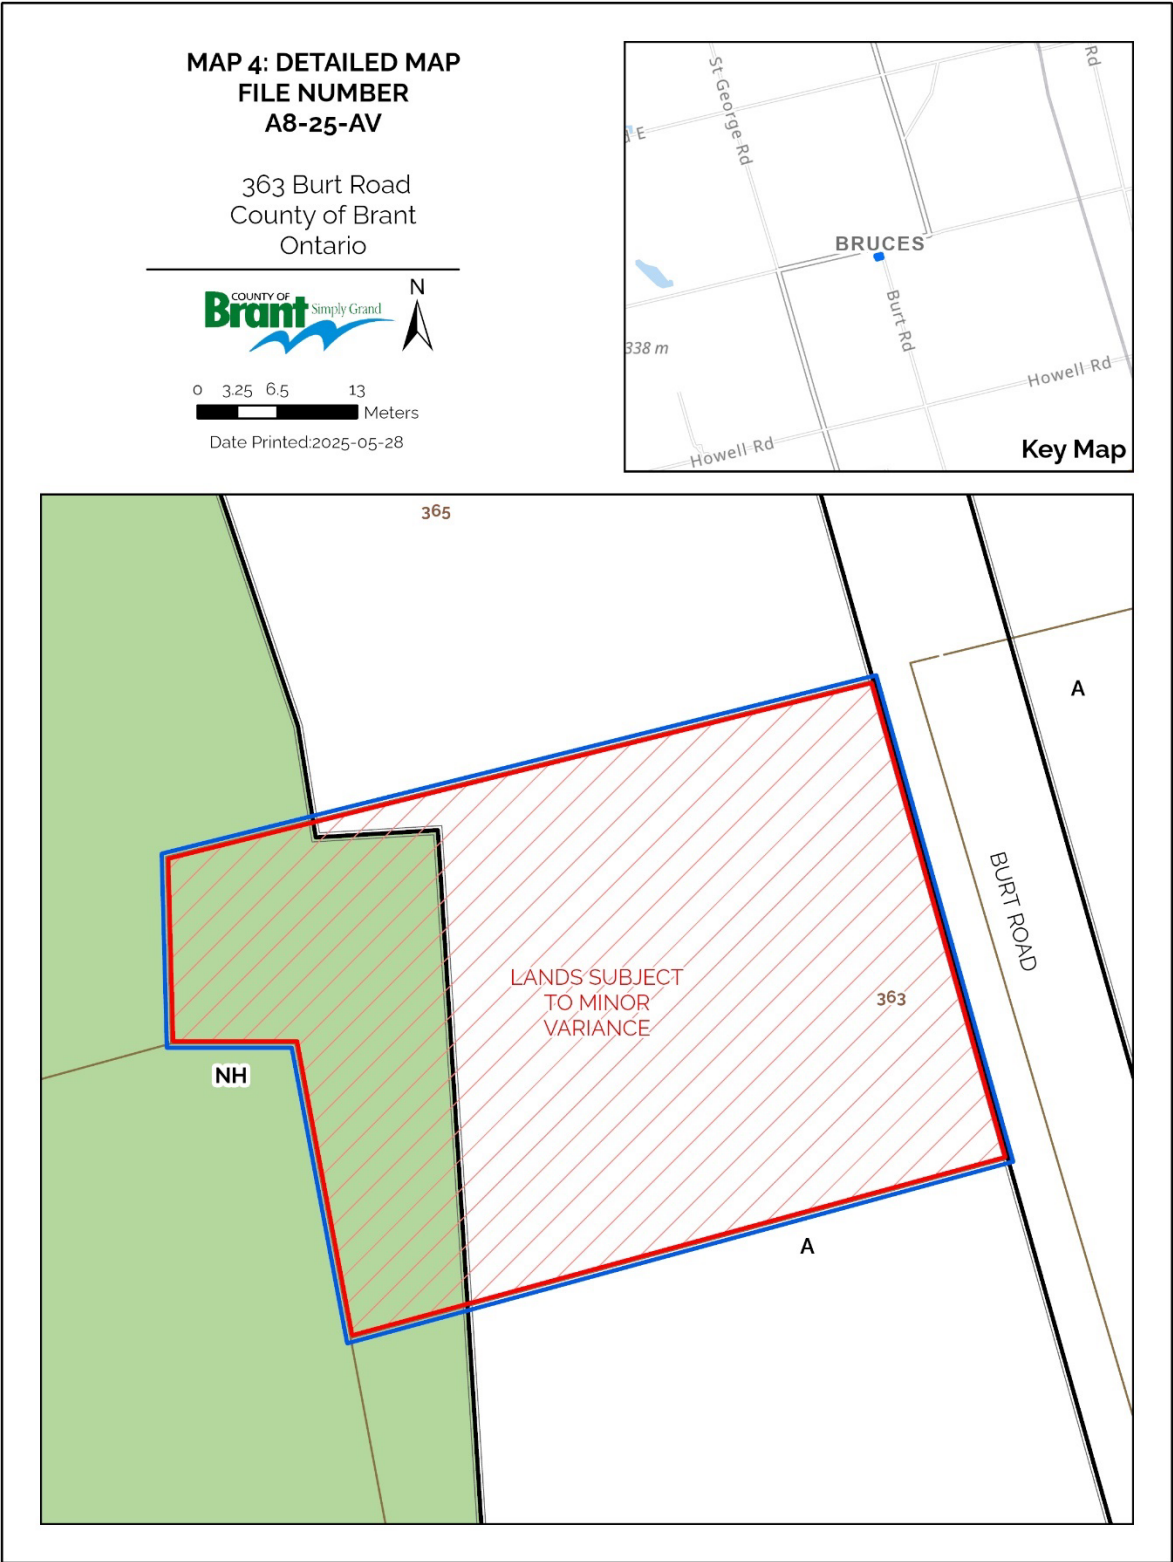 MAP 4: DETAILED MAP
FILE NUMBER
A8-25-AV
363 Burt Road
County of Brant
Ontario
COUNTY OF
Brant Simply Grand
N
0 3.25 6.5 13
Meters
Date Printed:2025-05-28
St George Rd
Rd
d E
BRUCES
Burt Rd
338 m
Howell Rd
Howell Rd
Key Map
365
A
BURT ROAD
LANDS SUBJECT
TO MINOR
VARIANCE
363
NH
A